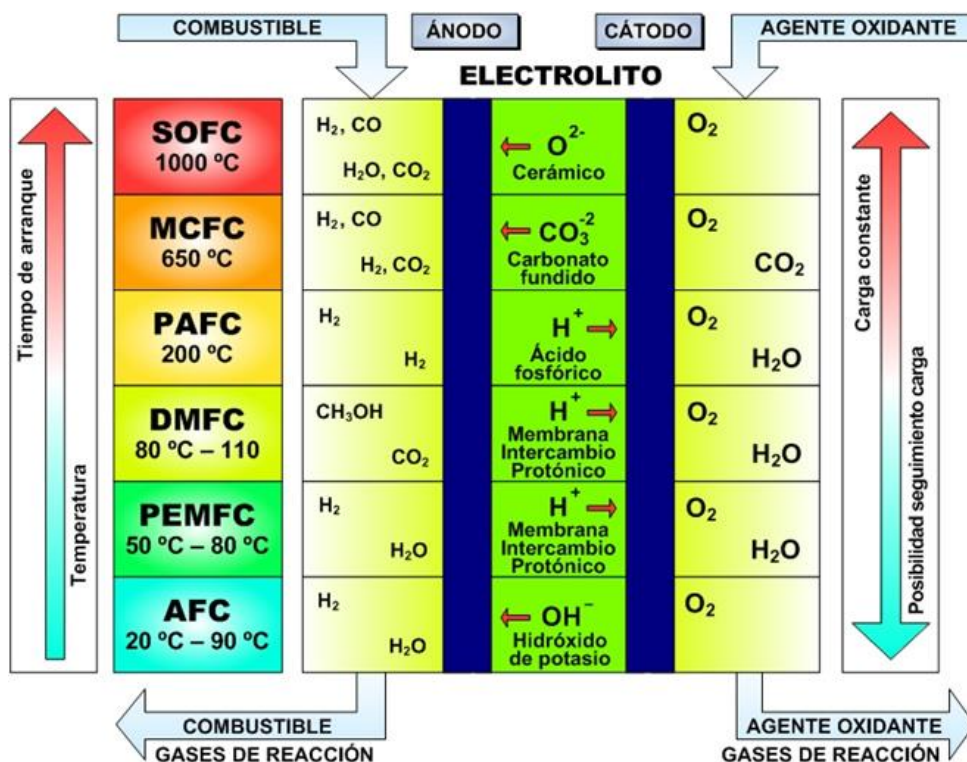 COMBUSTIBLE
ÁNODO
CÁTODO
AGENTE OXIDANTE
ELECTROLITO
Tiempo de arranque
Temperatura
SOFC
1000 ºC
H₂, CO
H₂O, CO₂
O²⁻
Cerámico
O₂
MCFC
650 ºC
H₂, CO
H₂, CO₂
CO₃⁻²
Carbonato
fundido
O₂
CO₂
PAFC
200 ºC
H₂
H₂
H⁺
Ácido
fosfórico
O₂
H₂O
DMFC
80 ºC – 110
CH₃OH
CO₂
H⁺
Membrana
Intercambio
Protónico
O₂
H₂O
PEMFC
50 ºC – 80 ºC
H₂
H₂O
H⁺
Membrana
Intercambio
Protónico
O₂
H₂O
AFC
20 ºC – 90 ºC
H₂
H₂O
OH⁻
Hidróxido
de potasio
O₂
Carga constante
Posibilidad seguimiento carga
COMBUSTIBLE
GASES DE REACCIÓN
AGENTE OXIDANTE
GASES DE REACCIÓN